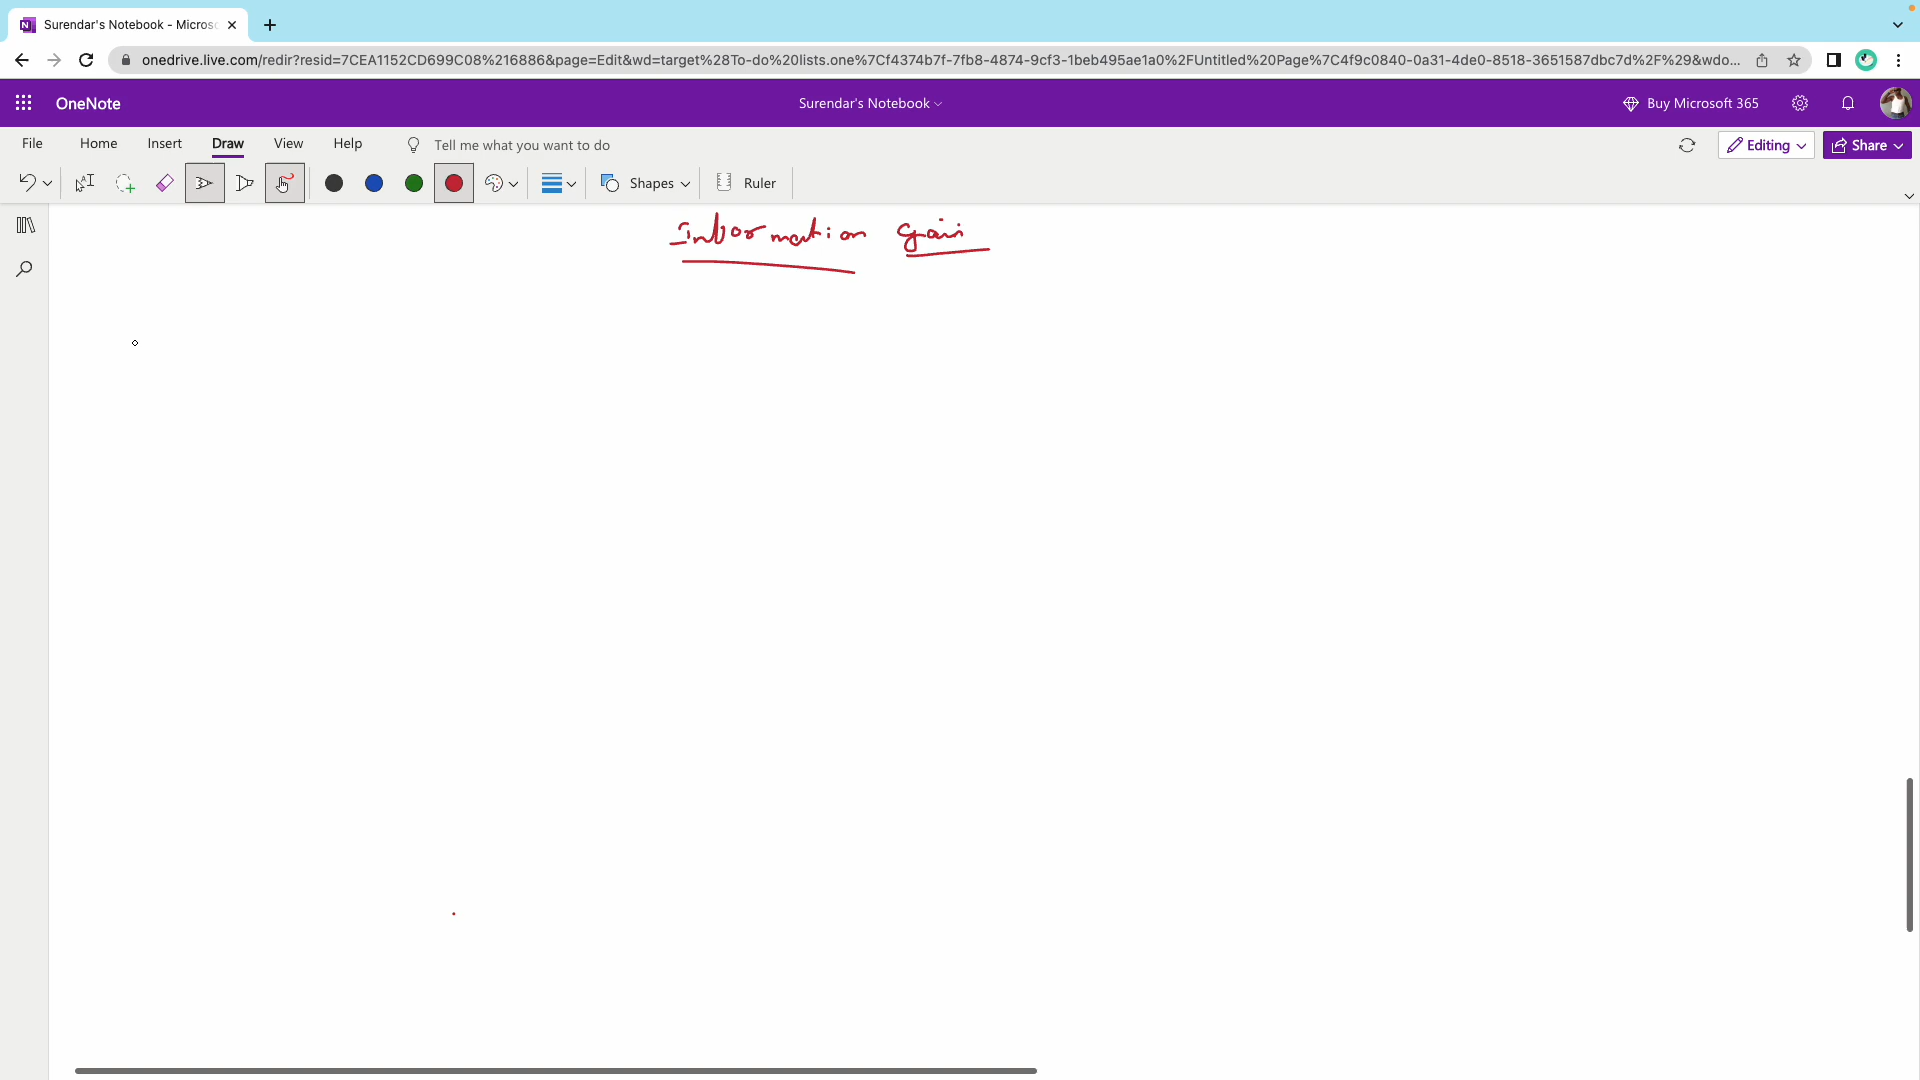 Surendar's Notebook - Micros
onedrive.live.com/redir?resid=7CEA1152CD699C08%216886&page=Edit&wd=target%28To-do%20lists.one%7Cf4374b7f-7fb8-4874-9cf3-1beb495ae1a0%2FUntitled%20Page%7C4f9c0840-0a31-4de0-8518-3651587dbc7d%2F%29&wdo...
OneNote Surendar's Notebook Buy Microsoft 365
File Home Insert Draw View Help Tell me what you want to do Editing Share
Shapes Ruler
Information gain